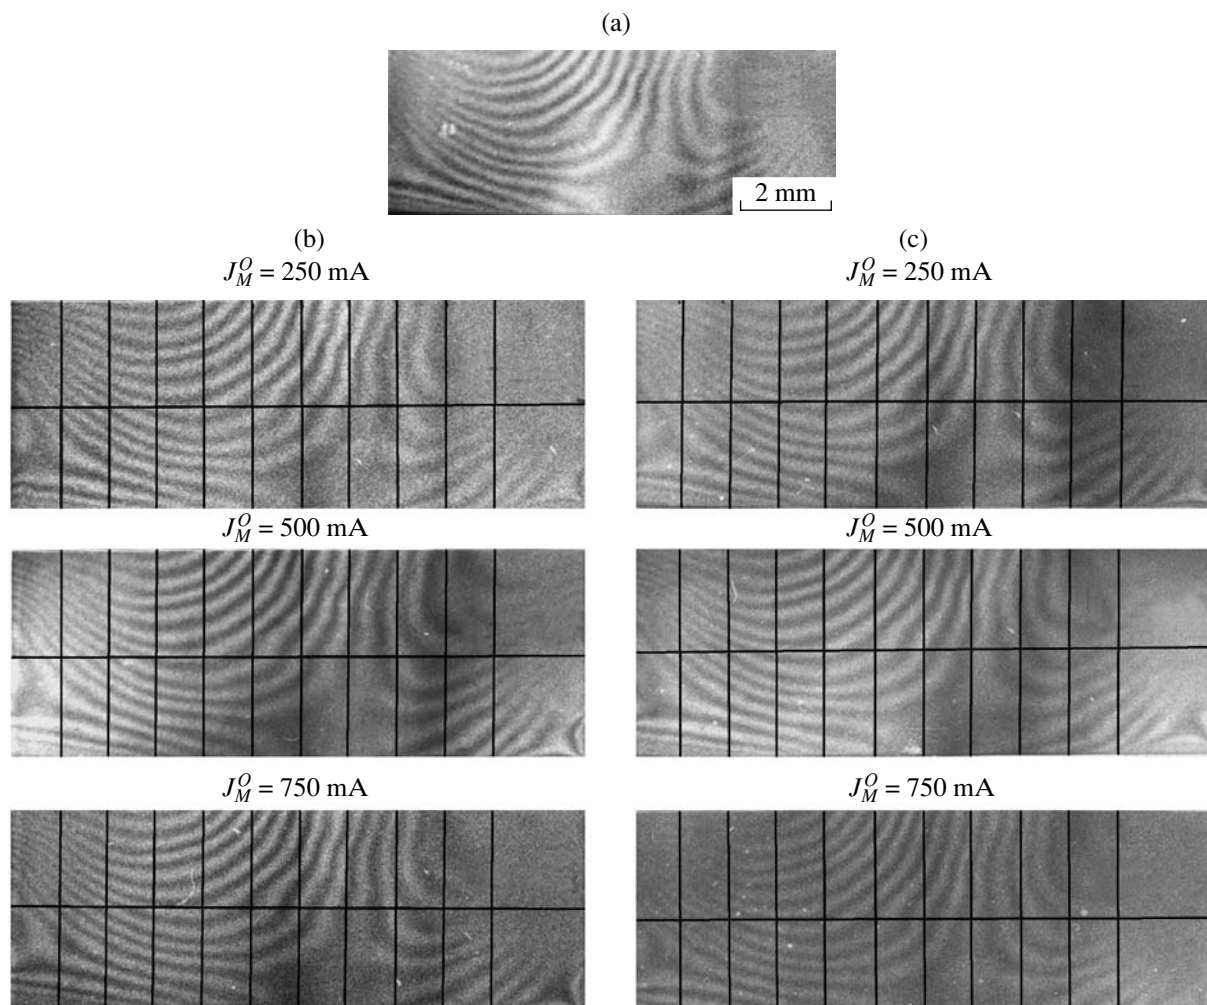 (a)
2 mm
(b)
(c)
J_M^O = 250 mA
J_M^O = 250 mA
J_M^O = 500 mA
J_M^O = 500 mA
J_M^O = 750 mA
J_M^O = 750 mA